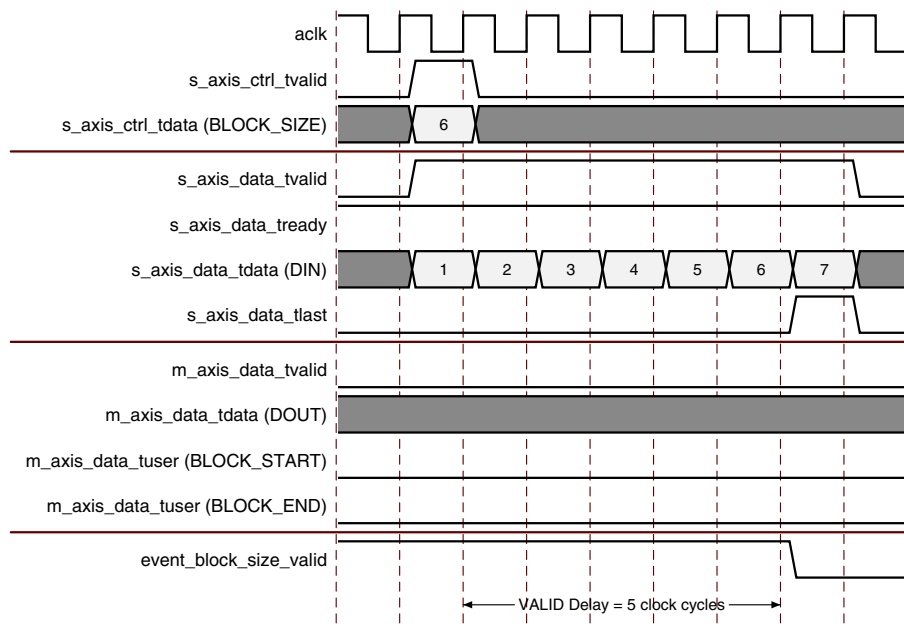 aclk
s_axis_ctrl_tvalid
s_axis_ctrl_tdata (BLOCK_SIZE) 6
s_axis_data_tvalid
s_axis_data_tready
s_axis_data_tdata (DIN) 1 2 3 4 5 6 7
s_axis_data_tlast
m_axis_data_tvalid
m_axis_data_tdata (DOUT)
m_axis_data_tuser (BLOCK_START)
m_axis_data_tuser (BLOCK_END)
event_block_size_valid
VALID Delay = 5 clock cycles